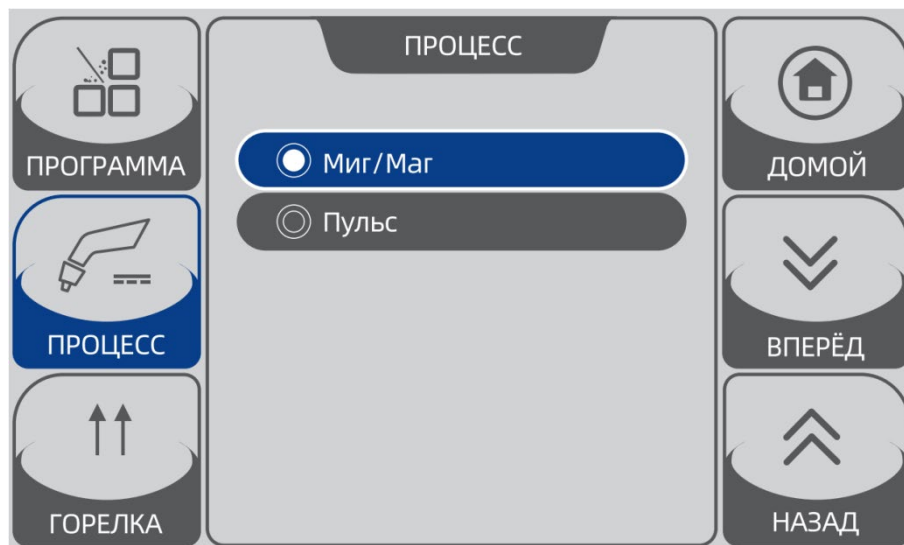 ПРОЦЕСС
ПРОГРАММА
Миг/Маг
ДОМОЙ
Пульс
ПРОЦЕСС
ВПЕРЁД
ГОРЕЛКА
НАЗАД